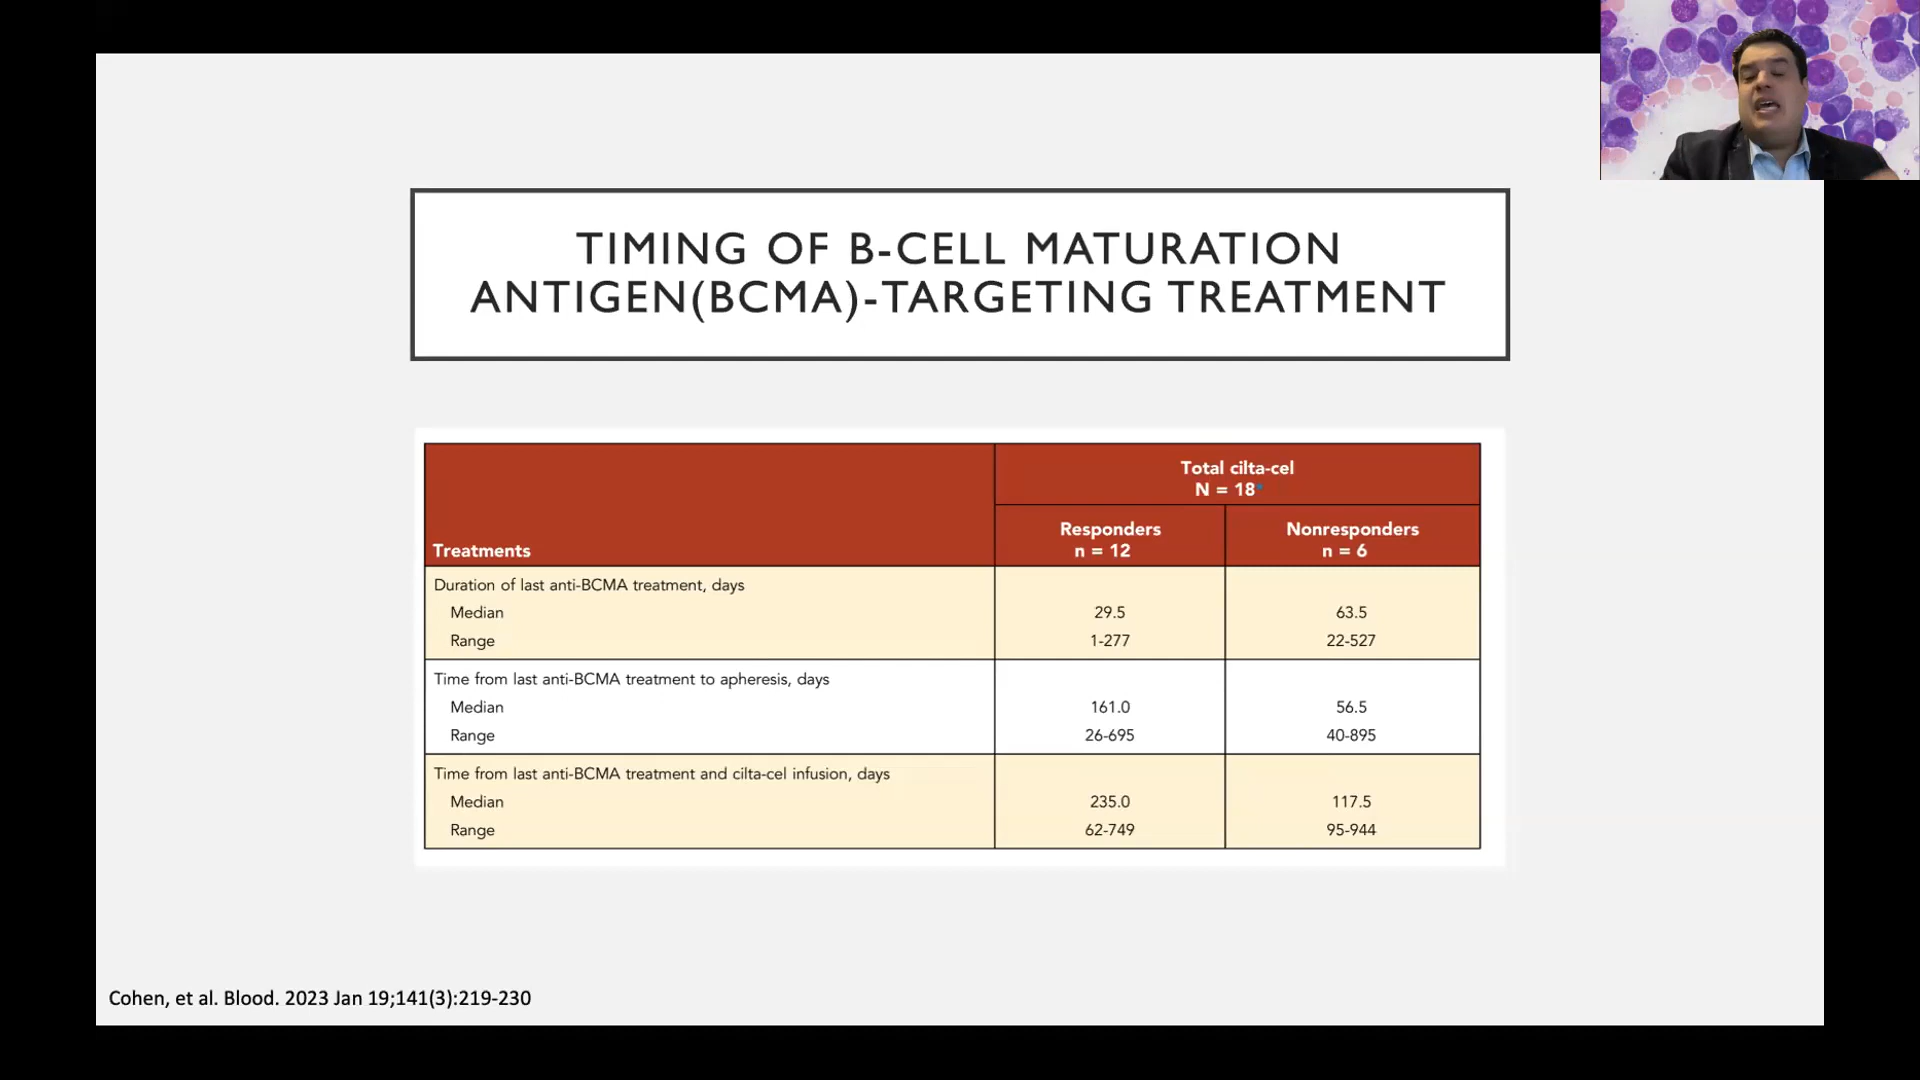 TIMING OF B-CELL MATURATION
ANTIGEN(BCMA)-TARGETING TREATMENT
Total cilta-cel
N = 18*
Treatments
Responders
n = 12
Nonresponders
n = 6
Duration of last anti-BCMA treatment, days
Median 29.5 63.5
Range 1-277 22-527
Time from last anti-BCMA treatment to apheresis, days
Median 161.0 56.5
Range 26-695 40-895
Time from last anti-BCMA treatment and cilta-cel infusion, days
Median 235.0 117.5
Range 62-749 95-944
Cohen, et al. Blood. 2023 Jan 19;141(3):219-230